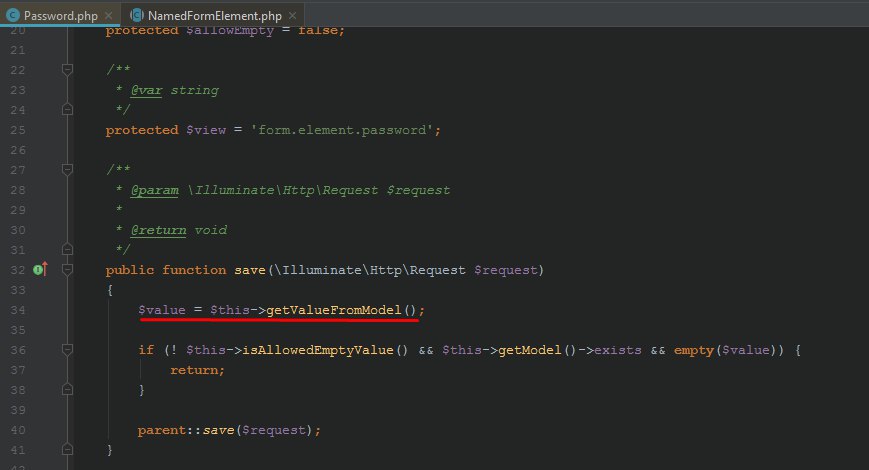 Password.php × NamedFormElement.php ×
20 protected $allowEmpty = false;
21
22 /**
23 * @var string
24 */
25 protected $view = 'form.element.password';
26
27 /**
28 * @param \Illuminate\Http\Request $request
29 *
30 * @return void
31 */
32 public function save(\Illuminate\Http\Request $request)
33 {
34 $value = $this->getValueFromModel();
35
36 if (! $this->isAllowedEmptyValue() && $this->getModel()->exists && empty($value)) {
37 return;
38 }
39
40 parent::save($request);
41 }